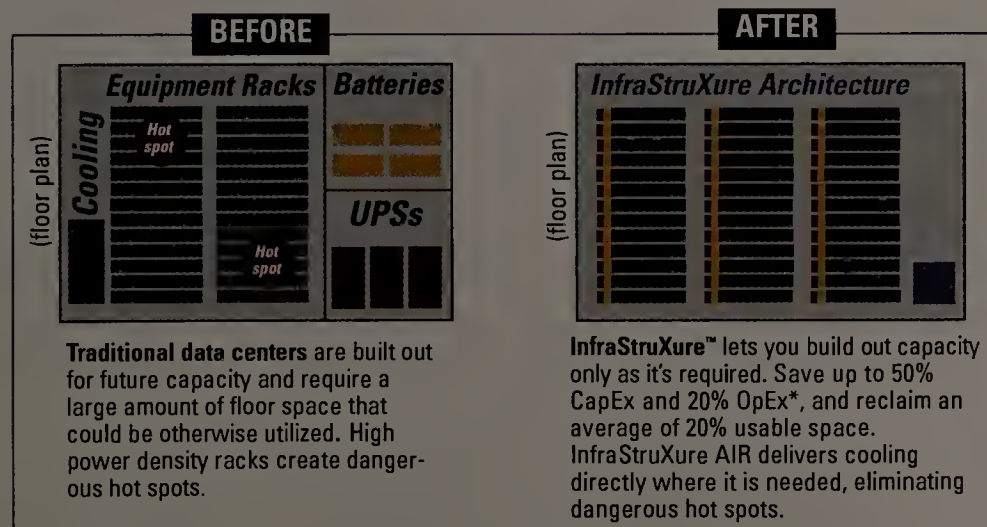 BEFORE
(floor plan)
Cooling
Equipment Racks
Hot
spot
Hot
spot
Batteries
UPSs
Traditional data centers are built out
for future capacity and require a
large amount of floor space that
could be otherwise utilized. High
power density racks create danger-
ous hot spots.
AFTER
(floor plan)
InfraStruXure Architecture
InfraStruXure™ lets you build out capacity
only as it's required. Save up to 50%
CapEx and 20% OpEx*, and reclaim an
average of 20% usable space.
InfraStruXure AIR delivers cooling
directly where it is needed, eliminating
dangerous hot spots.